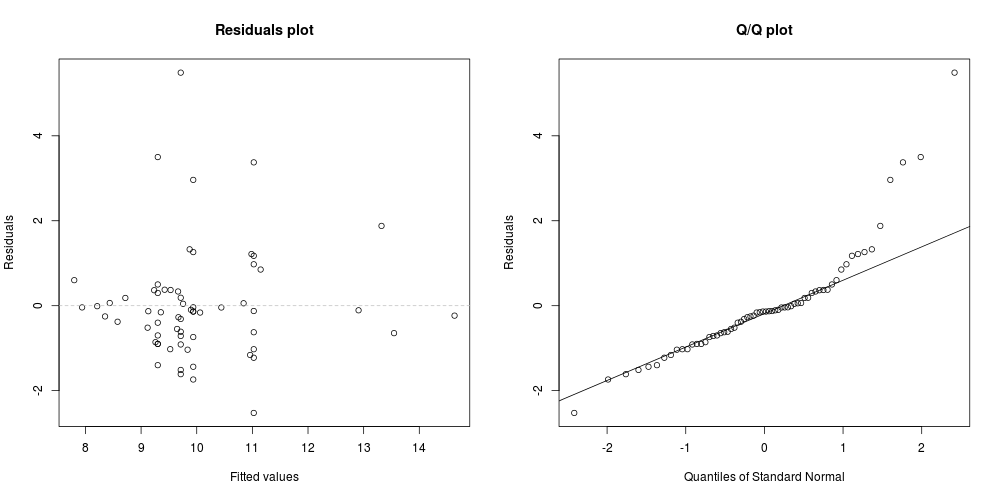 Residuals plot
Residuals
4
2
0
-2
8 9 10 11 12 13 14
Fitted values
Q/Q plot
Residuals
4
2
0
-2
-2 -1 0 1 2
Quantiles of Standard Normal